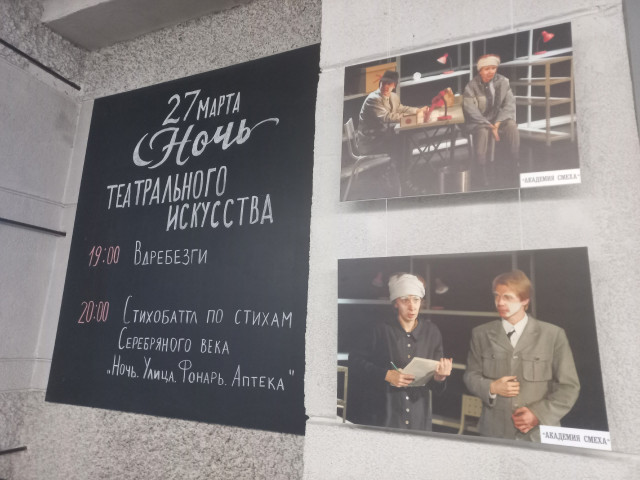 27 МАРТА
НОЧЬ
ТЕАТРАЛЬНОГО
ИСКУССТВА
19:00 ВДРЕБЕЗГИ
20:00 СТИХОБАТТЛ ПО СТИХАМ
СЕРЕБРЯНОГО ВЕКА
„НОЧЬ. УЛИЦА. ФОНАРЬ. АПТЕКА"
"АКАДЕМИЯ СМЕХА"
"АКАДЕМИЯ СМЕХА"